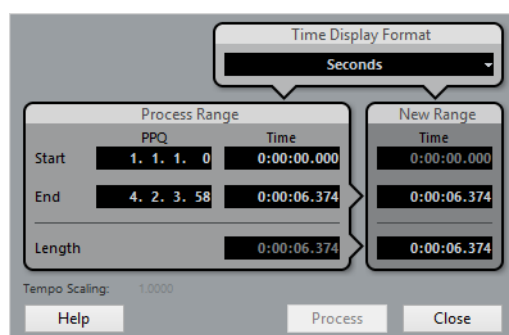 Time Display Format
Seconds
Process Range
New Range
PPQ Time
Time
Start 1. 1. 1. 0 0:00:00.000 0:00:00.000
End 4. 2. 3. 58 0:00:06.374 0:00:06.374
Length 0:00:06.374 0:00:06.374
Tempo Scaling: 1.0000
Help Process Close